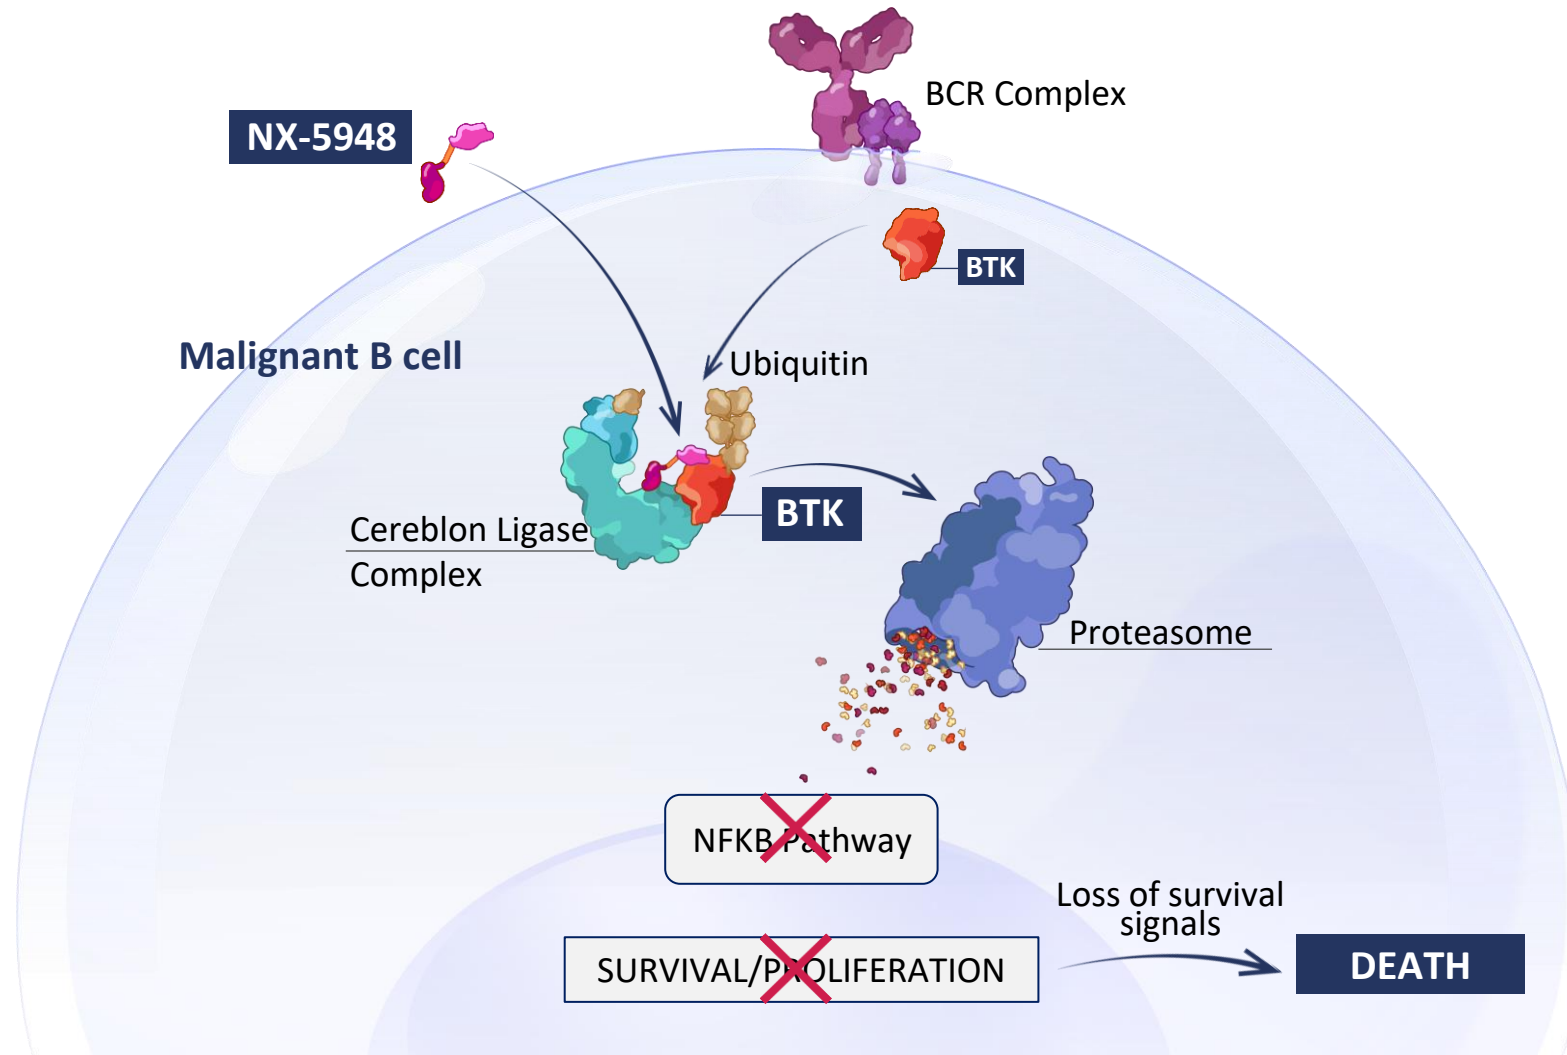 BCR Complex
NX-5948
BTK
Malignant B cell
Ubiquitin
BTK
Cereblon Ligase
Complex
Proteasome
NFKB Pathway
Loss of survival
signals
SURVIVAL/PROLIFERATION
DEATH